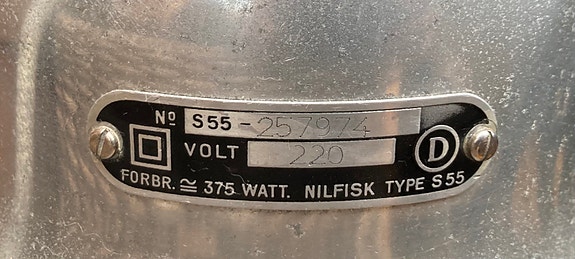 Nº S55-257974
VOLT 220 D
FORBR. ≅ 375 WATT. NILFISK TYPE S55